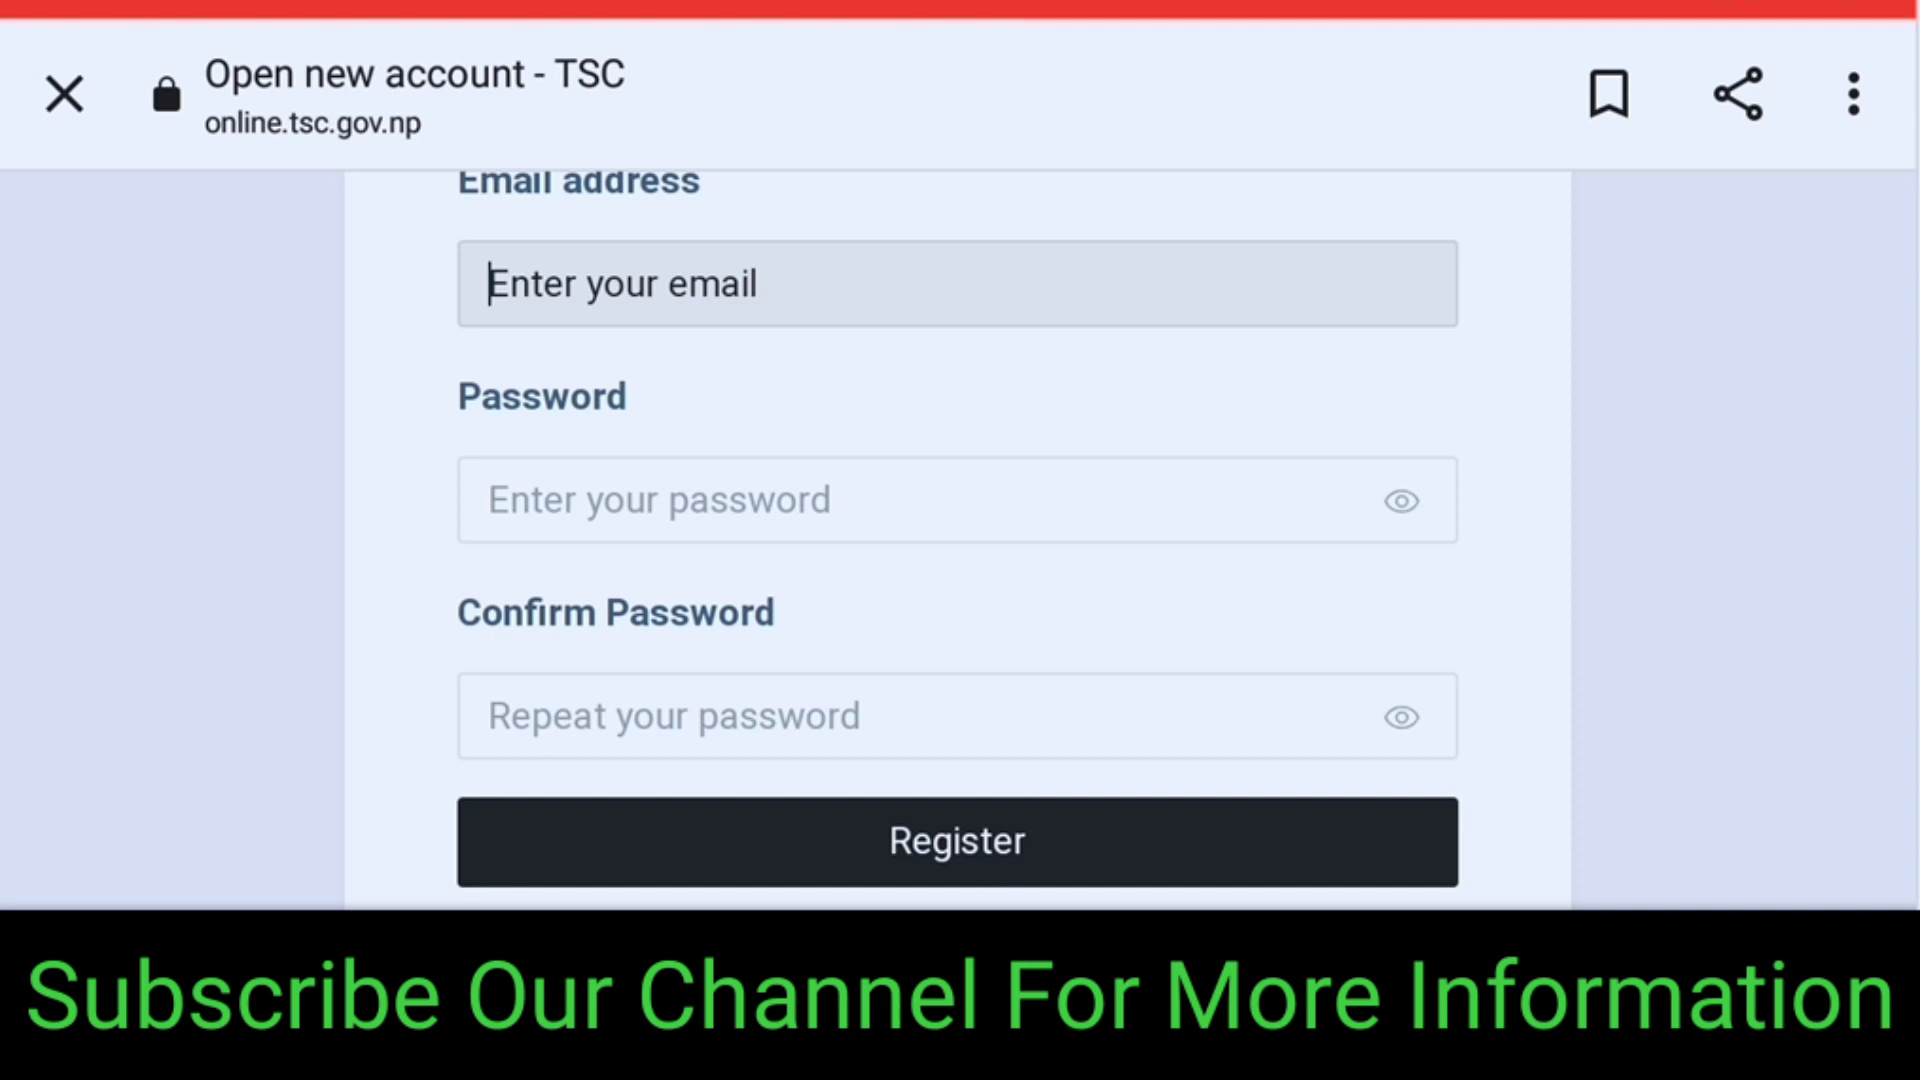 Open new account - TSC
online.tsc.gov.np
Email address
Enter your email
Password
Enter your password
Confirm Password
Repeat your password
Register
Subscribe Our Channel For More Information